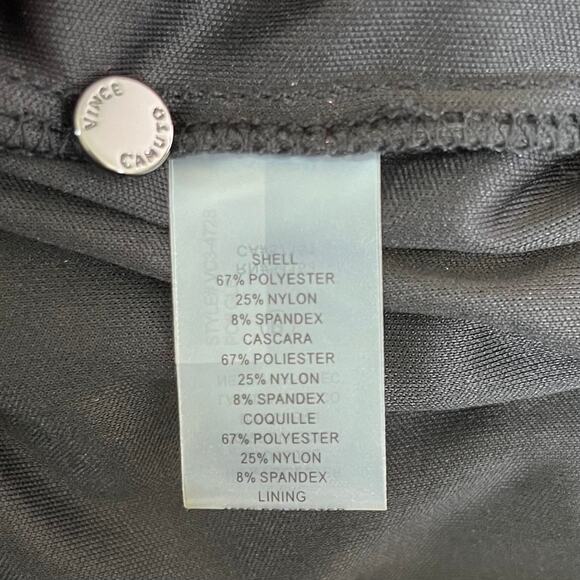 VINCE
CAMUTO
SHELL
67% POLYESTER
25% NYLON
8% SPANDEX
CASCARA
67% POLIESTER
25% NYLON
8% SPANDEX
COQUILLE
67% POLYESTER
25% NYLON
8% SPANDEX
LINING